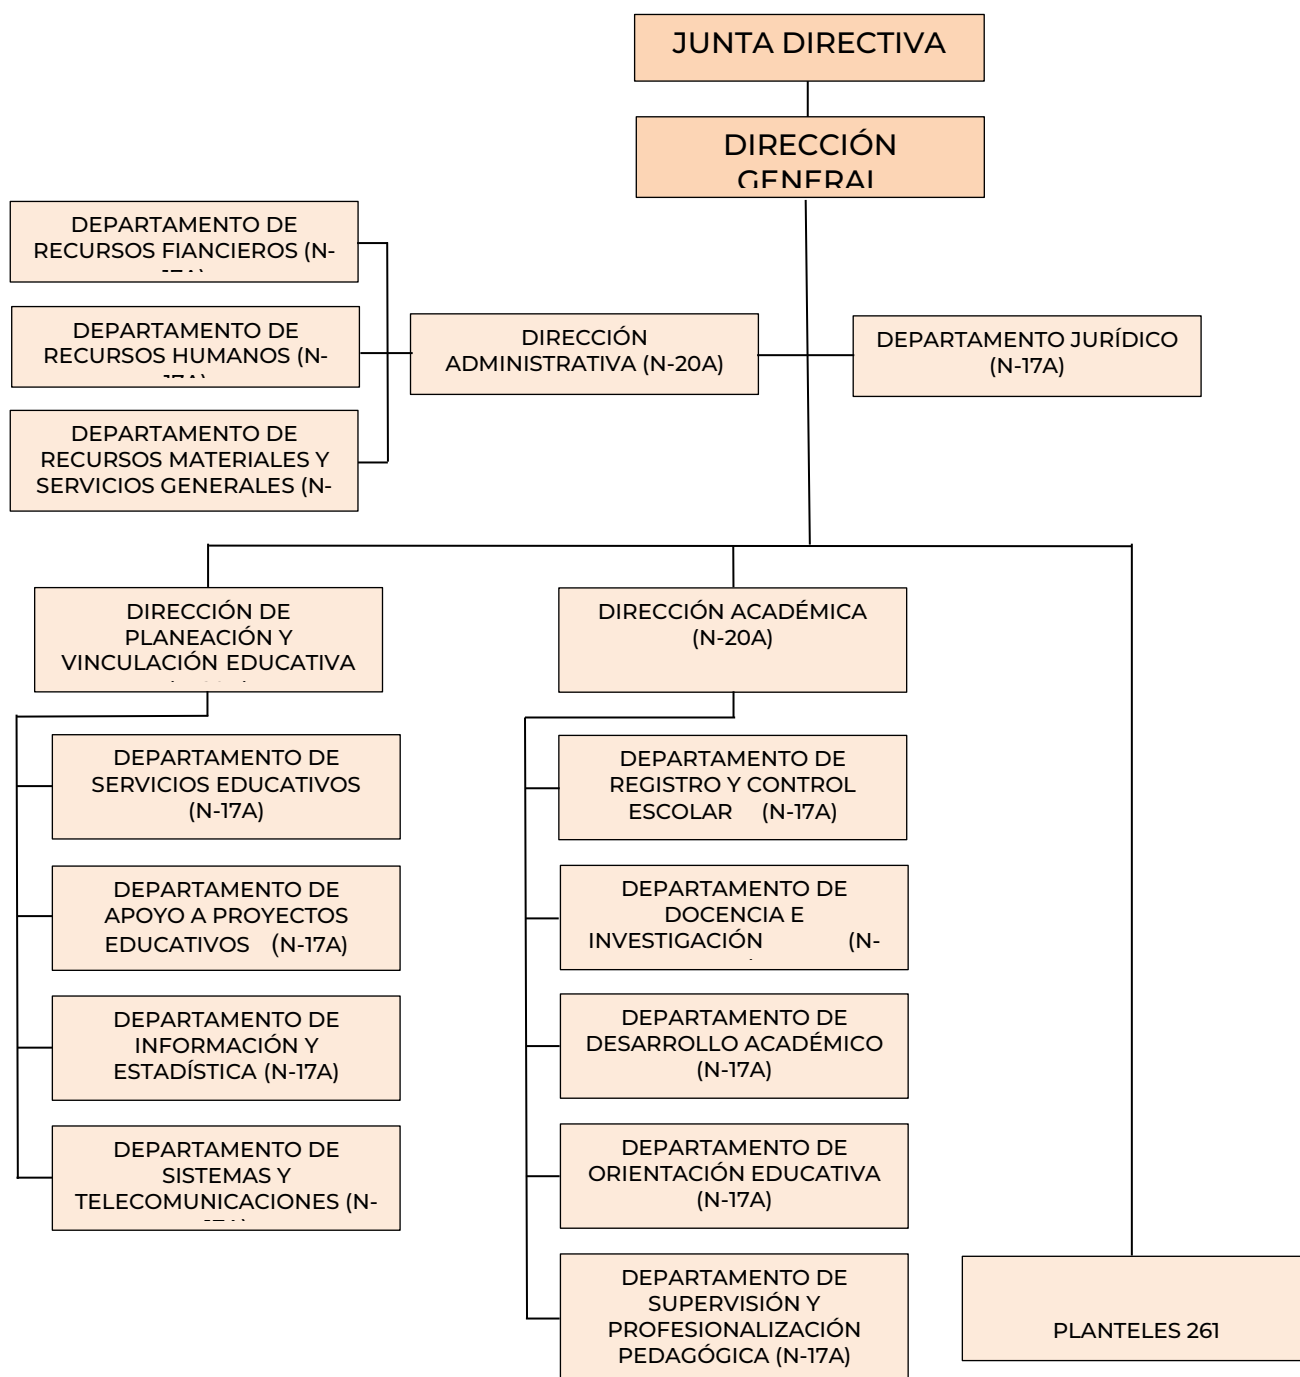 JUNTA DIRECTIVA
DIRECCIÓN
GENERAL
DEPARTAMENTO DE
RECURSOS FIANCIEROS (N-
17A)
DEPARTAMENTO DE
RECURSOS HUMANOS (N-
17A)
DEPARTAMENTO DE
RECURSOS MATERIALES Y
SERVICIOS GENERALES (N-
DIRECCIÓN
ADMINISTRATIVA (N-20A)
DEPARTAMENTO JURÍDICO
(N-17A)
DIRECCIÓN DE
PLANEACIÓN Y
VINCULACIÓN EDUCATIVA
DEPARTAMENTO DE
SERVICIOS EDUCATIVOS
(N-17A)
DEPARTAMENTO DE
APOYO A PROYECTOS
EDUCATIVOS (N-17A)
DEPARTAMENTO DE
INFORMACIÓN Y
ESTADÍSTICA (N-17A)
DEPARTAMENTO DE
SISTEMAS Y
TELECOMUNICACIONES (N-
17A)
DIRECCIÓN ACADÉMICA
(N-20A)
DEPARTAMENTO DE
REGISTRO Y CONTROL
ESCOLAR (N-17A)
DEPARTAMENTO DE
DOCENCIA E
INVESTIGACIÓN (N-
DEPARTAMENTO DE
DESARROLLO ACADÉMICO
(N-17A)
DEPARTAMENTO DE
ORIENTACIÓN EDUCATIVA
(N-17A)
DEPARTAMENTO DE
SUPERVISIÓN Y
PROFESIONALIZACIÓN
PEDAGÓGICA (N-17A)
PLANTELES 261